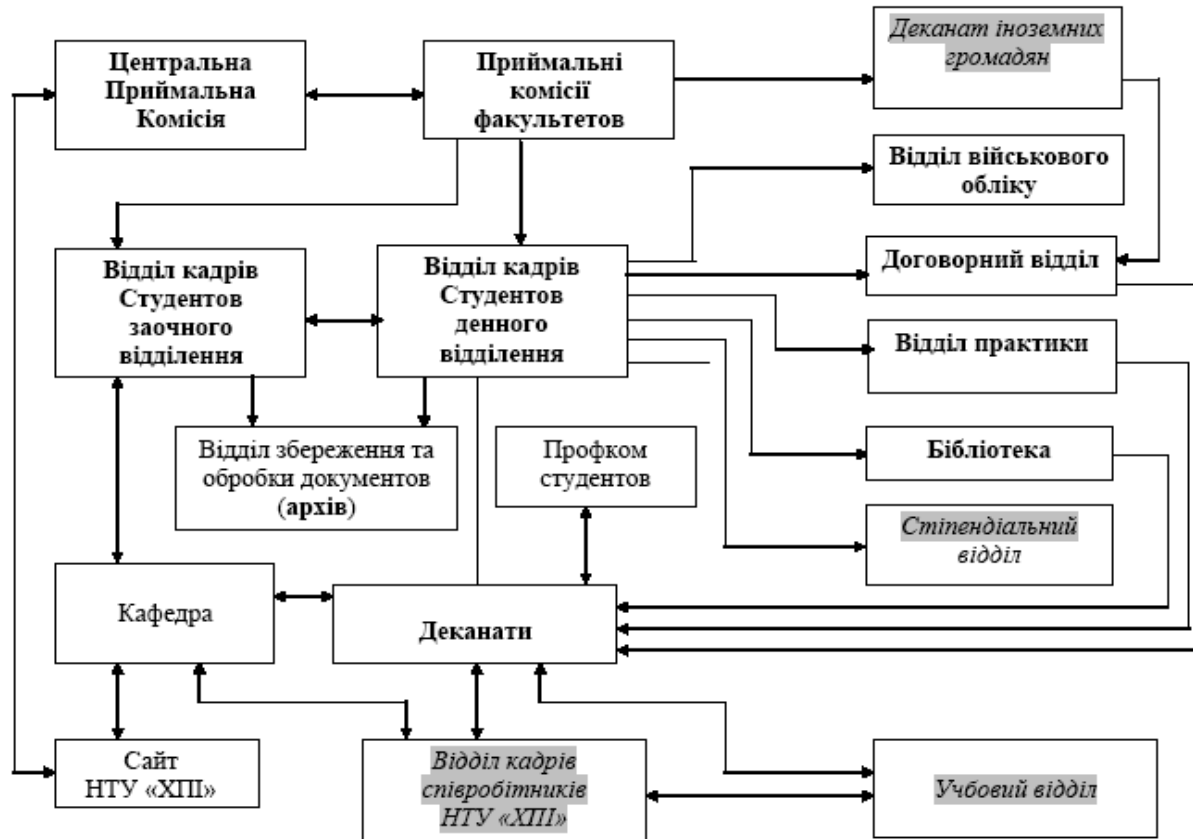 Деканат іноземних
громадян
Центральна
Приймальна
Комісія
Приймальні
комісії
факультетов
Відділ військового
обліку
Відділ кадрів
Студентов
заочного
відділення
Відділ кадрів
Студентов
денного
відділення
Договорний відділ
Відділ практики
Відділ збереження та
обробки документов
(архів)
Профком
студентов
Бібліотека
Стіпендіальний
відділ
Кафедра
Деканати
Сайт
НТУ «ХПІ»
Відділ кадрів
співробітників
НТУ «ХПІ»
Учбовий відділ